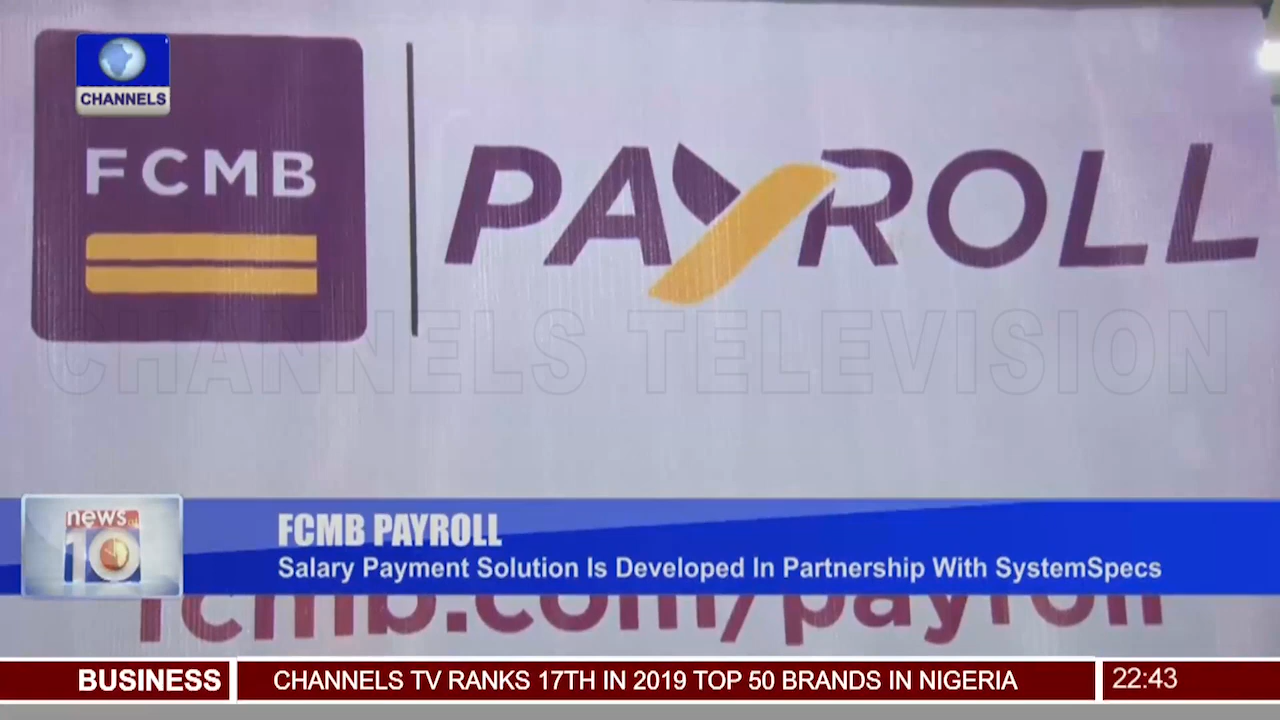 CHANNELS
FCMB
PAYROLL
CHANNELS TELEVISION
news at
10
FCMB PAYROLL
Salary Payment Solution Is Developed In Partnership With SystemSpecs
fcmb.com/payroll
BUSINESS
CHANNELS TV RANKS 17TH IN 2019 TOP 50 BRANDS IN NIGERIA
22:43